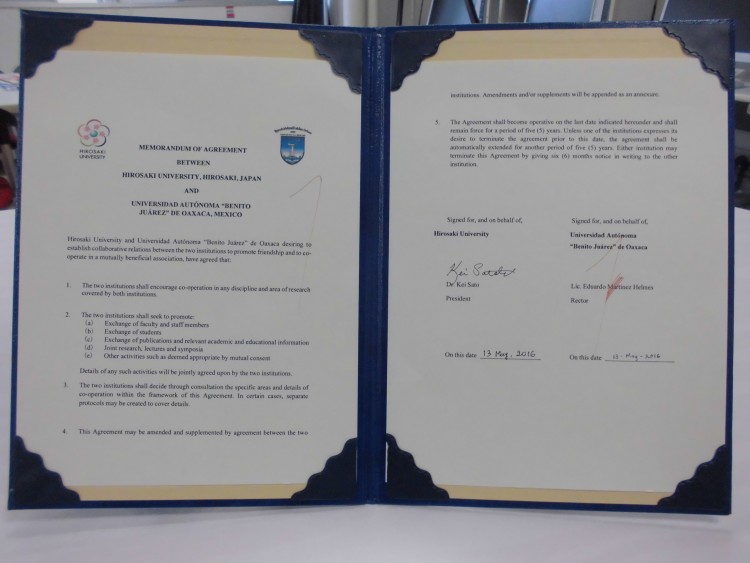 HIROSAKI
UNIVERSITY
MEMORANDUM OF AGREEMENT
BETWEEN
HIROSAKI UNIVERSITY, HIROSAKI, JAPAN
AND
UNIVERSIDAD AUTÓNOMA “BENITO
JUÁREZ” DE OAXACA, MEXICO
Hirosaki University and Universidad Autónoma “Benito Juárez” de Oaxaca desiring to
establish collaborative relations between the two institutions to promote friendship and to co-
operate in a mutually beneficial association, have agreed that:
1. The two institutions shall encourage co-operation in any discipline and area of research
covered by both institutions.
2. The two institutions shall seek to promote:
(a) Exchange of faculty and staff members
(b) Exchange of students
(c) Exchange of publications and relevant academic and educational information
(d) Joint research, lectures and symposia
(e) Other activities such as deemed appropriate by mutual consent
Details of any such activities will be jointly agreed upon by the two institutions.
3. The two institutions shall decide through consultation the specific areas and details of
co-operation within the framework of this Agreement. In certain cases, separate
protocols may be created to cover details.
4. This Agreement may be amended and supplemented by agreement between the two
institutions. Amendments and/or supplements will be appended as an annexure.
5. The Agreement shall become operative on the last date indicated hereunder and shall
remain force for a period of five (5) years. Unless one of the institutions expresses its
desire to terminate the agreement prior to this date, the agreement shall be
automatically extended for another period of five (5) years. Either institution may
terminate this Agreement by giving six (6) months notice in writing to the other
institution.
Signed for, and on behalf of,
Hirosaki University
Kei Sato
Dr. Kei Sato
President
On this date 13 May, 2016
Signed for, and on behalf of,
Universidad Autónoma
“Benito Juárez” de Oaxaca
Lic. Eduardo Martínez Helmes
Rector
On this date May-2016